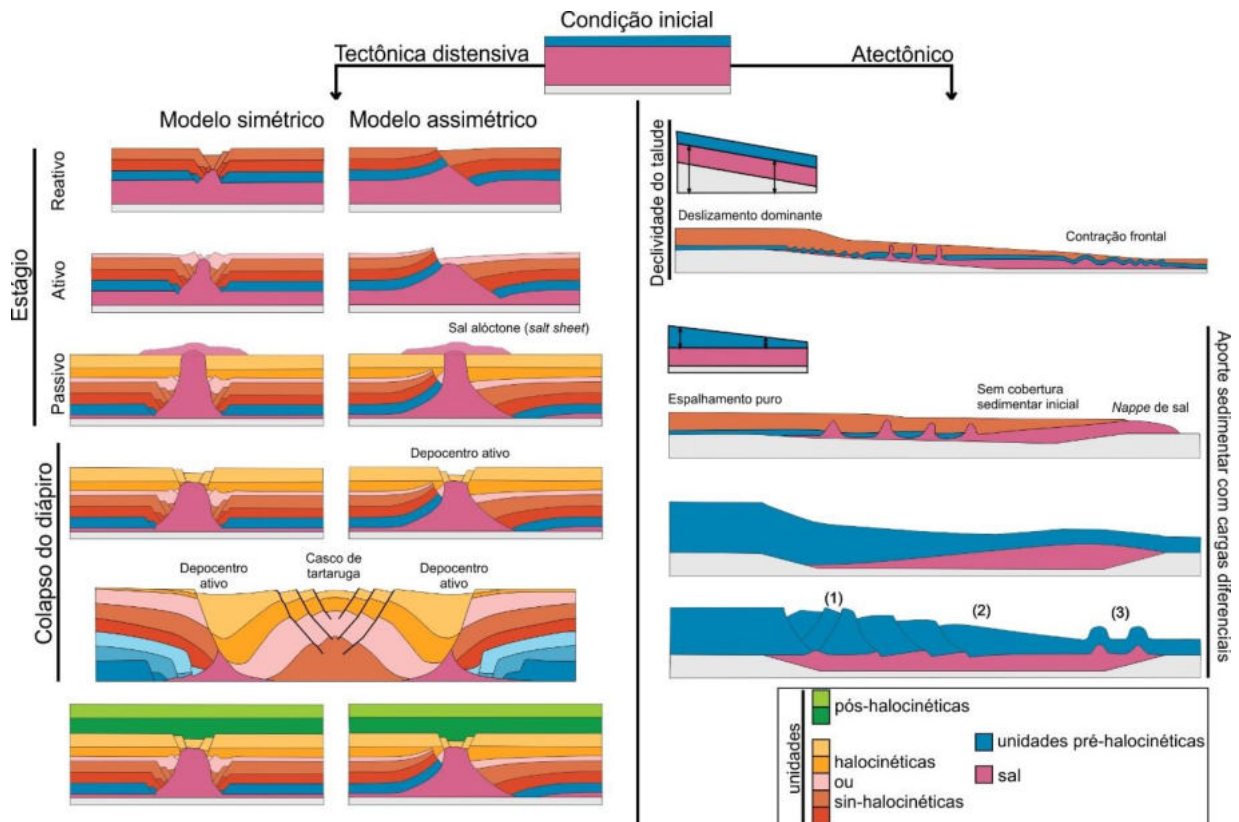 Condição inicial
Tectônica distensiva
Atectônico
Modelo simétrico
Modelo assimétrico
Estágio
Reativo
Ativo
Passivo
Sal alóctone (salt sheet)
Colapso do diápiro
Depocentro ativo
Depocentro
ativo
Casco de
tartaruga
Depocentro
ativo
Declividade do talude
Deslizamento dominante
Contração frontal
Aporte sedimentar com cargas diferenciais
Espalhamento puro
Sem cobertura
sedimentar inicial
Nappe de sal
(1)
(2)
(3)
unidades
pós-halocinéticas
halocinéticas
ou
sin-halocinéticas
unidades pré-halocinéticas
sal